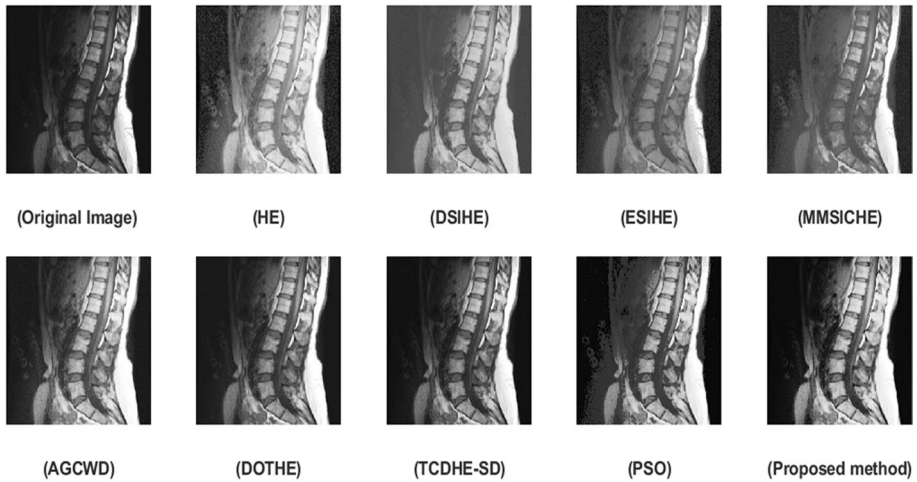 (Original Image) (HE) (DSIHE) (ESIHE) (MMSICHE)
(AGCWD) (DOTHE) (TCDHE-SD) (PSO) (Proposed method)